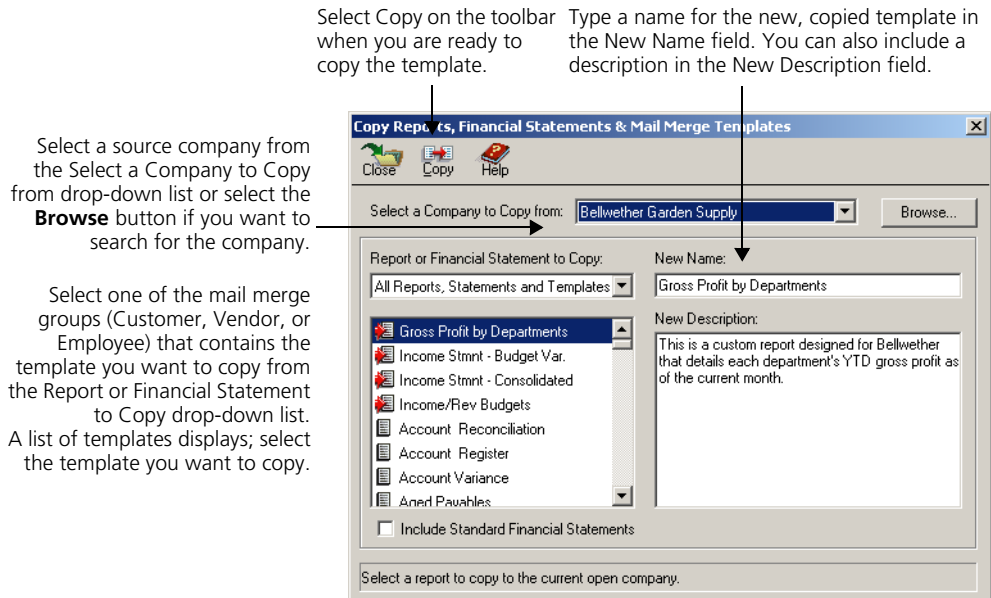 Select Copy on the toolbar
when you are ready to
copy the template.
Type a name for the new, copied template in
the New Name field. You can also include a
description in the New Description field.
Select a source company from
the Select a Company to Copy
from drop-down list or select the
Browse button if you want to
search for the company.
Select one of the mail merge
groups (Customer, Vendor, or
Employee) that contains the
template you want to copy from
the Report or Financial Statement
to Copy drop-down list.
A list of templates displays; select
the template you want to copy.
Copy Reports, Financial Statements & Mail Merge Templates
Close Copy Help
Select a Company to Copy from: Bellwether Garden Supply Browse...
Report or Financial Statement to Copy:
All Reports, Statements and Templates
Gross Profit by Departments
Income Stmnt - Budget Var.
Income Stmnt - Consolidated
Income/Rev Budgets
Account Reconciliation
Account Register
Account Variance
Aged Payables
Include Standard Financial Statements
New Name:
Gross Profit by Departments
New Description:
This is a custom report designed for Bellwether
that details each department's YTD gross profit as
of the current month.
Select a report to copy to the current open company.